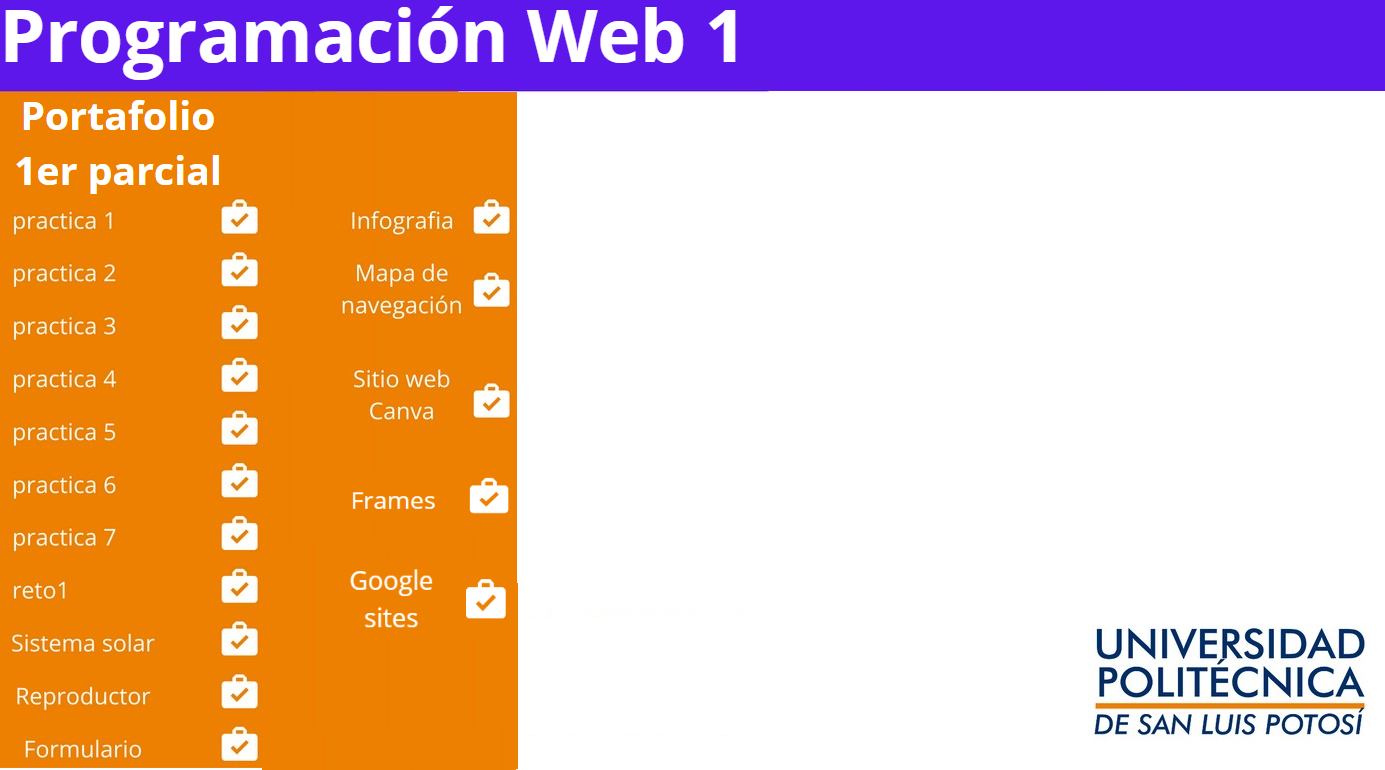 Programación Web 1
Portafolio
1er parcial
practica 1
practica 2
practica 3
practica 4
practica 5
practica 6
practica 7
reto1
Sistema solar
Reproductor
Formulario
Infografia
Mapa de
navegación
Sitio web
Canva
Frames
Google
sites
UNIVERSIDAD
POLITÉCNICA
DE SAN LUIS POTOSÍ